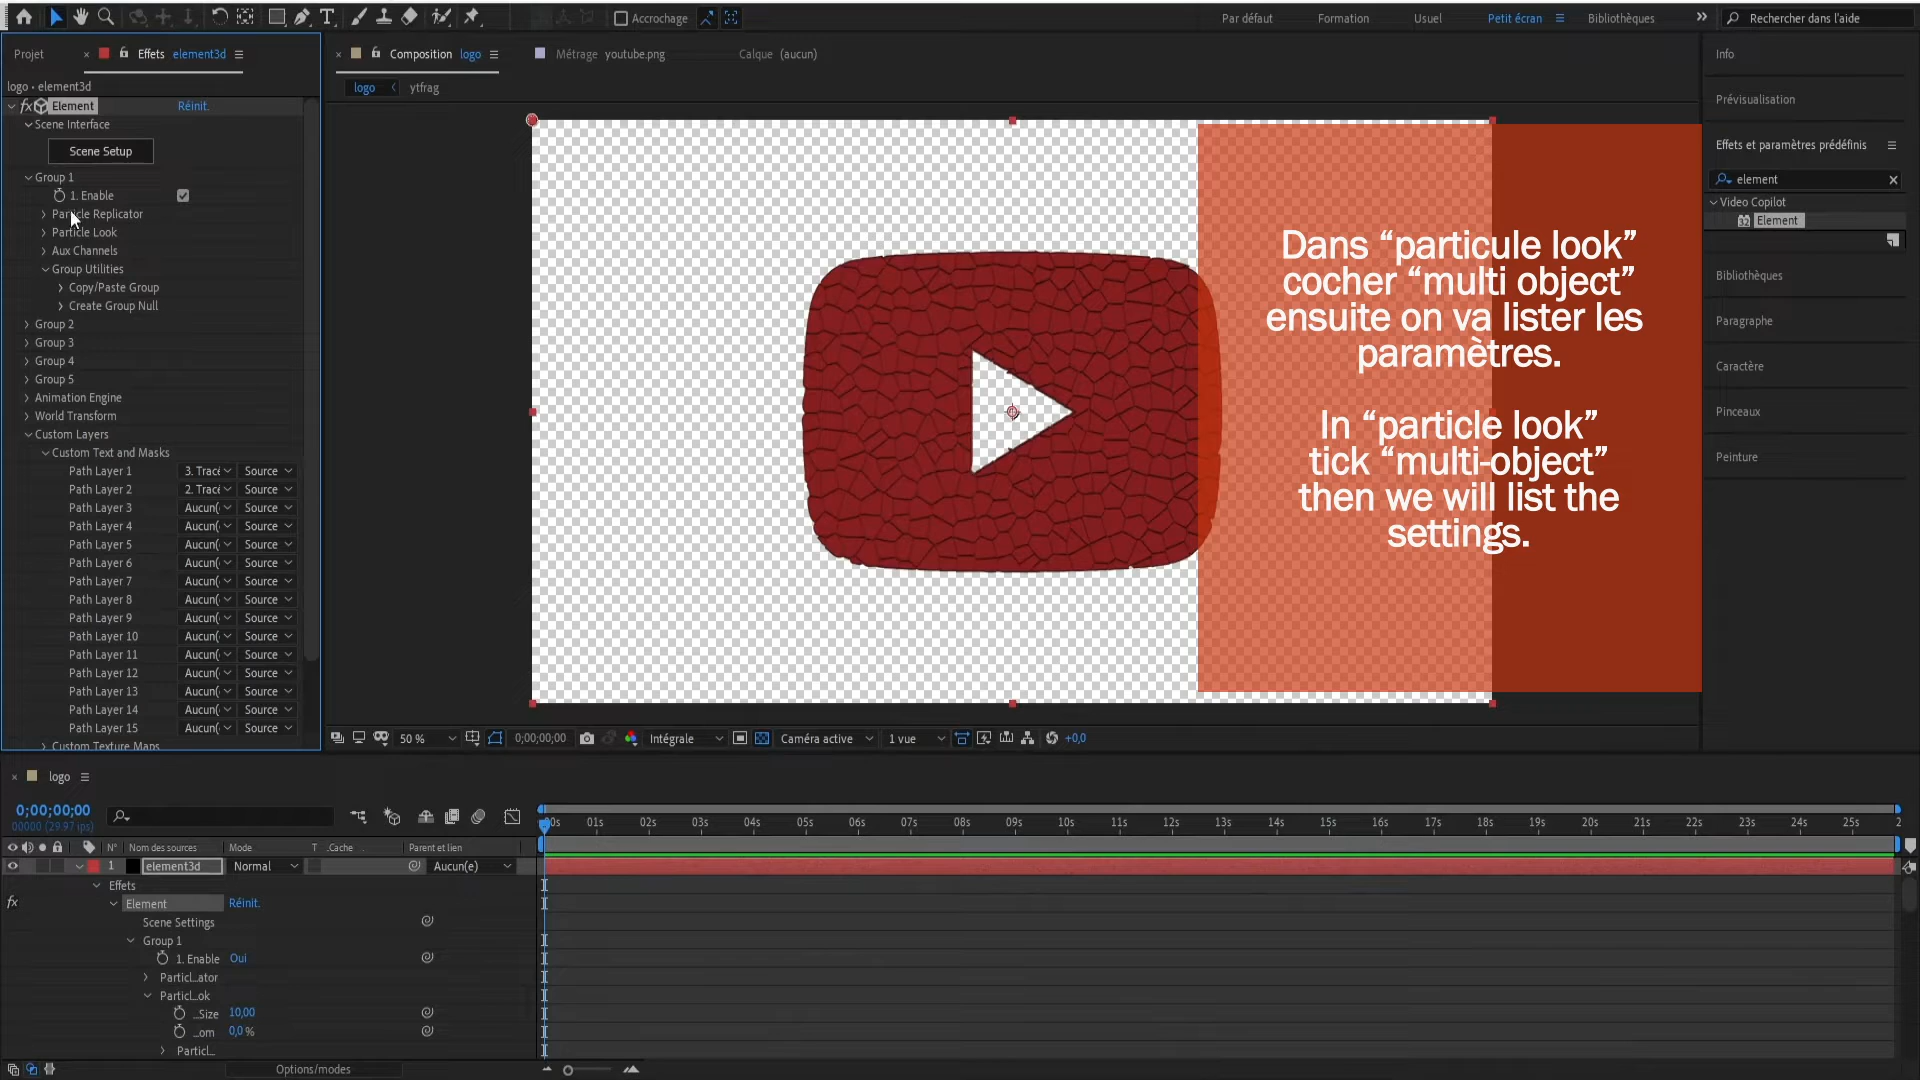 Accrochage
Par défaut
Formation
Usuel
Petit écran
Bibliothèques
Rechercher dans l'aide
Projet
Effets element3d
Composition logo
Métrage youtube.png
Calque (aucun)
logo
ytfrag
logo • element3d
fx Element
Réinit.
Scene Interface
Scene Setup
Group 1
1. Enable
Particle Replicator
Particle Look
Aux Channels
Group Utilities
Copy/Paste Group
Create Group Null
Group 2
Group 3
Group 4
Group 5
Animation Engine
World Transform
Custom Layers
Custom Text and Masks
Path Layer 1 3. Tracé Source
Path Layer 2 2. Tracé Source
Path Layer 3 Aucun( Source
Path Layer 4 Aucun( Source
Path Layer 5 Aucun( Source
Path Layer 6 Aucun( Source
Path Layer 7 Aucun( Source
Path Layer 8 Aucun( Source
Path Layer 9 Aucun( Source
Path Layer 10 Aucun( Source
Path Layer 11 Aucun( Source
Path Layer 12 Aucun( Source
Path Layer 13 Aucun( Source
Path Layer 14 Aucun( Source
Path Layer 15 Aucun( Source
Custom Texture Maps
Dans “particule look”
cocher “multi object”
ensuite on va lister les
paramètres.
In “particle look”
tick “multi-object”
then we will list the
settings.
Info
Prévisualisation
Effets et paramètres prédéfinis
element
Video Copilot
32 Element
Bibliothèques
Paragraphe
Caractère
Pinceaux
Peinture
50 %
0;00;00;00
Intégrale
Caméra active
1 vue
+0,0
logo
0;00;00;00
00000 (29.97 ips)
00s 01s 02s 03s 04s 05s 06s 07s 08s 09s 10s 11s 12s 13s 14s 15s 16s 17s 18s 19s 20s 21s 22s 23s 24s 25s 2
N° Nom des sources Mode T .Cache Parent et lien
1 element3d Normal Aucun(e)
Effets
fx Element Réinit.
Scene Settings
Group 1
1. Enable Oui
Particl...ator
Particl...ok
...Size 10,00
...om 0,0 %
Particl...
Options/modes